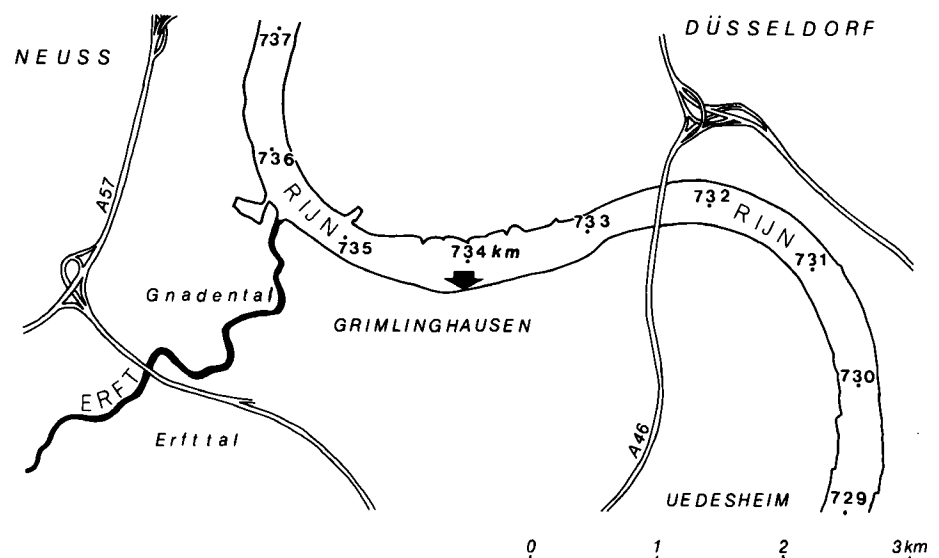 DÜSSELDORF
NEUSS
737
736
A57
RIJN
732
733
RIJN
735
734 km
731
Gnadental
GRIMLINGHAUSEN
730
ERFT
Erfttal
A46
UEDESHEIM
729
0 1 2 3km